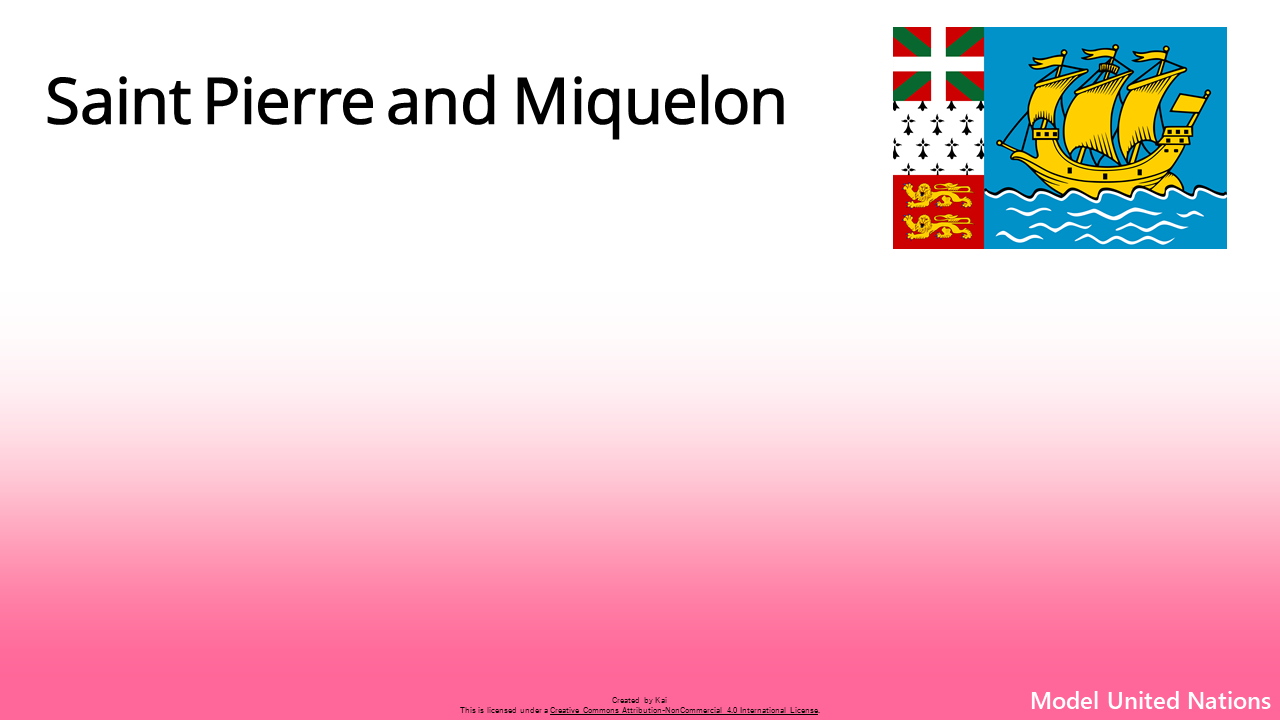 Saint Pierre and Miquelon
Created by Kai
This is licensed under a Creative Commons Attribution-NonCommercial 4.0 International License.
Model United Nations